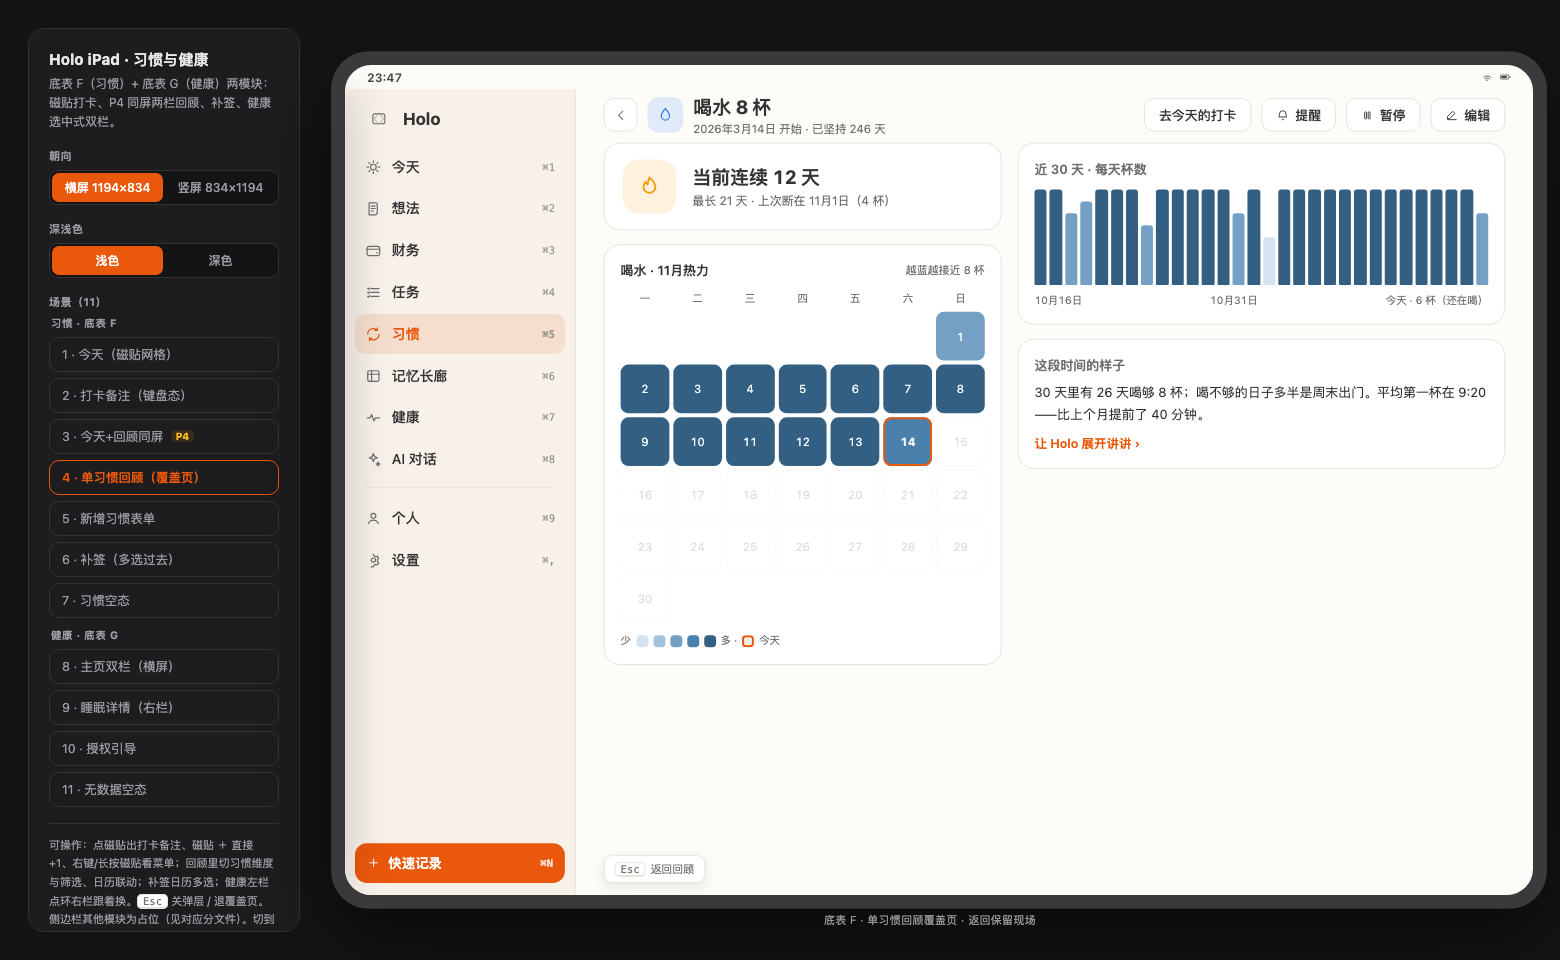 Holo iPad · 习惯与健康
底表 F（习惯）+ 底表 G（健康）两模块：
磁贴打卡、P4 同屏两栏回顾、补签、健康
选中式双栏。
朝向
横屏 1194×834
竖屏 834×1194
深浅色
浅色
深色
场景（11）
习惯 · 底表 F
1 · 今天（磁贴网格）
2 · 打卡备注（键盘态）
3 · 今天+回顾同屏 P4
4 · 单习惯回顾（覆盖页）
5 · 新增习惯表单
6 · 补签（多选过去）
7 · 习惯空态
健康 · 底表 G
8 · 主页双栏（横屏）
9 · 睡眠详情（右栏）
10 · 授权引导
11 · 无数据空态
可操作：点磁贴出打卡备注、磁贴 ＋ 直接
+1、右键/长按磁贴看菜单；回顾里切习惯维度
与筛选、日历联动；补签日历多选；健康左栏
点环右栏跟着换。 Esc 关弹层 / 退覆盖页。
侧边栏其他模块为占位（见对应分文件）。切到
23:47
Holo
今天 ⌘1
想法 ⌘2
财务 ⌘3
任务 ⌘4
习惯 ⌘5
记忆长廊 ⌘6
健康 ⌘7
AI 对话 ⌘8
个人 ⌘9
设置 ⌘,
＋ 快速记录 ⌘N
喝水 8 杯
2026年3月14日 开始 · 已坚持 246 天
去今天的打卡
提醒
暂停
编辑
当前连续 12 天
最长 21 天 · 上次断在 11月1日（4 杯）
喝水 · 11月热力
越蓝越接近 8 杯
一 二 三 四 五 六 日
1
2 3 4 5 6 7 8
9 10 11 12 13 14 15
16 17 18 19 20 21 22
23 24 25 26 27 28 29
30
少 多 · 今天
近 30 天 · 每天杯数
10月16日 10月31日 今天 · 6 杯（还在喝）
这段时间的样子
30 天里有 26 天喝够 8 杯；喝不够的日子多半是周末出门。平均第一杯在 9:20
——比上个月提前了 40 分钟。
让 Holo 展开讲讲 ›
Esc 返回回顾
底表 F · 单习惯回顾覆盖页 · 返回保留现场